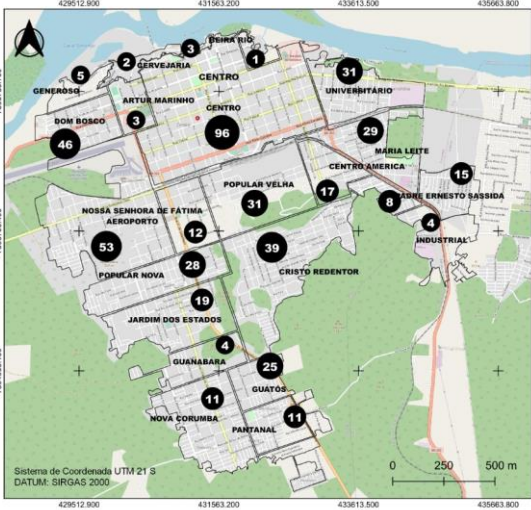 429512.900 431563.200 433613.500 435663.800
3
BEIRA RIO
2
CERVEJARIA
1
5
CENTRO
31
GENEROSO
UNIVERSITÁRIO
ARTUR MARINHO
CENTRO
DOM BOSCO
3
96
29
46
MARIA LEITE
CENTRO AMERICA
15
POPULAR VELHA
17
ADRE ERNESTO SASSIDA
NOSSA SENHORA DE FÁTIMA
31
8
AEROPORTO
4
12
INDUSTRIAL
53
39
28
CRISTO REDENTOR
POPULAR NOVA
19
JARDIM DOS ESTADOS
4
GUANABARA
25
GUATÓS
11
NOVA CORUMBA
11
PANTANAL
Sistema de Coordenada UTM 21 S
DATUM: SIRGAS 2000
0 250 500 m
429512.900 431563.200 433613.500 435663.800